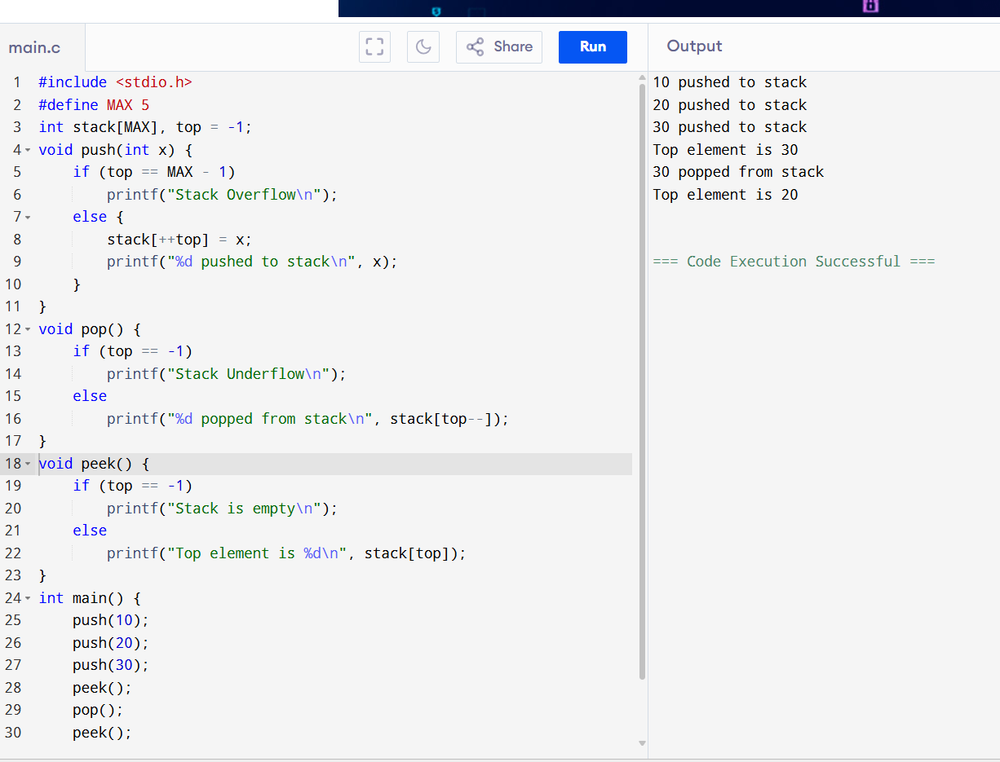 main.c
Share
Run
Output
1 #include <stdio.h>
2 #define MAX 5
3 int stack[MAX], top = -1;
4 void push(int x) {
5     if (top == MAX - 1)
6         printf("Stack Overflow\n");
7     else {
8         stack[++top] = x;
9         printf("%d pushed to stack\n", x);
10     }
11 }
12 void pop() {
13     if (top == -1)
14         printf("Stack Underflow\n");
15     else
16         printf("%d popped from stack\n", stack[top--]);
17 }
18 void peek() {
19     if (top == -1)
20         printf("Stack is empty\n");
21     else
22         printf("Top element is %d\n", stack[top]);
23 }
24 int main() {
25     push(10);
26     push(20);
27     push(30);
28     peek();
29     pop();
30     peek();
10 pushed to stack
20 pushed to stack
30 pushed to stack
Top element is 30
30 popped from stack
Top element is 20
=== Code Execution Successful ===